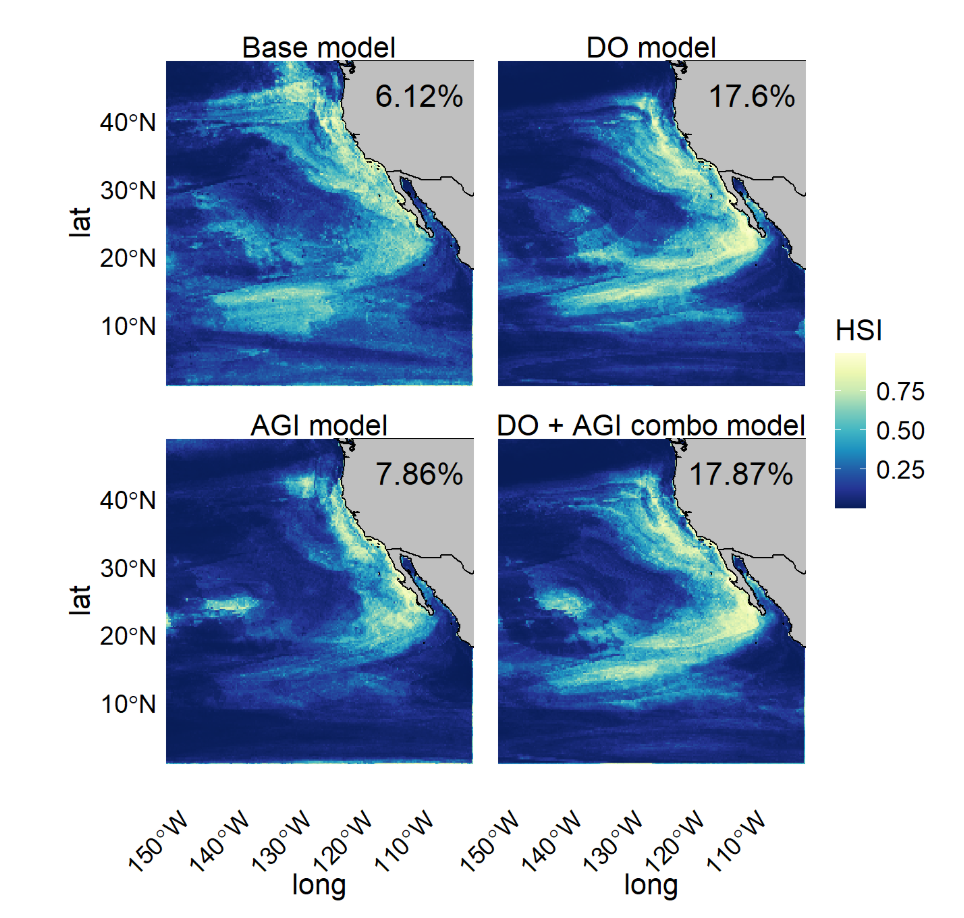 Base model
DO model
6.12%
17.6%
40°N
30°N
20°N
10°N
lat
AGI model
DO + AGI combo model
7.86%
17.87%
40°N
30°N
20°N
10°N
lat
HSI
0.75
0.50
0.25
150°W
140°W
130°W
120°W
110°W
150°W
140°W
130°W
120°W
110°W
long
long